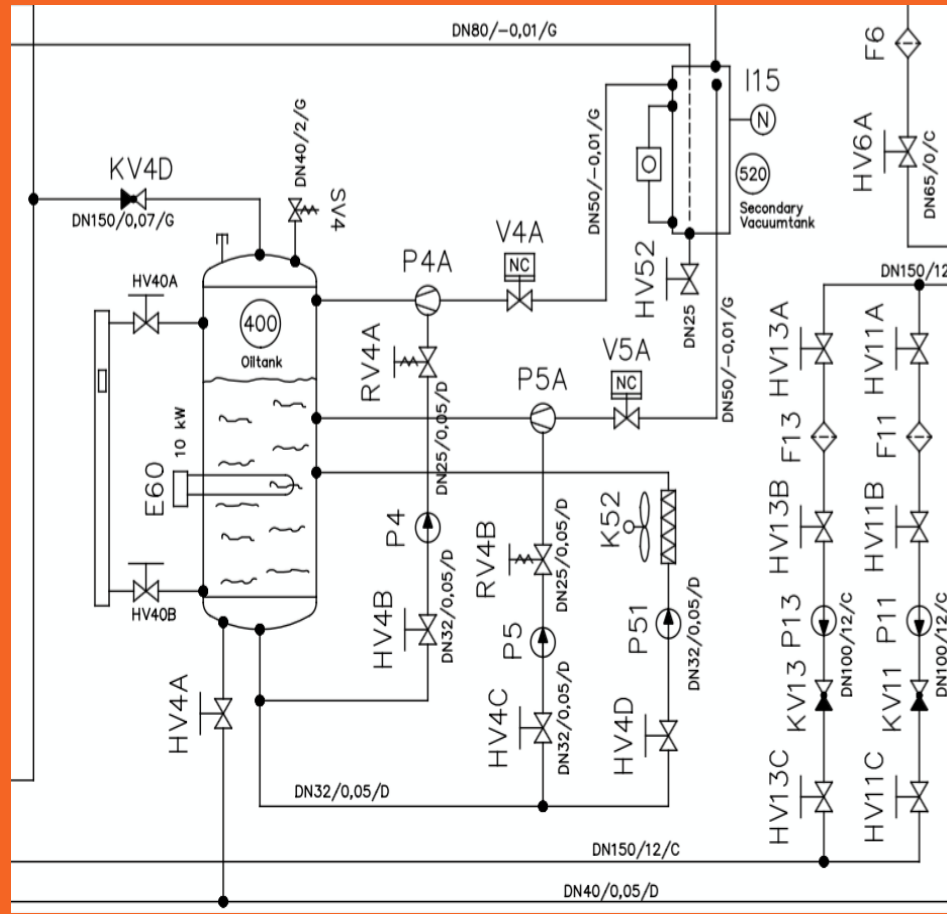 DN80/-0,01/G
F6
I15
N
HV6A
DN65/0/C
DN40/2/G
SV4
DN50/-0,01/G
520
Secondary
Vacuumtank
KV4D
DN150/0,07/G
P4A
V4A
NC
HV52
DN25
DN150/12
HV40A
400
Oiltank
RV4A
P5A
V5A
NC
DN50/-0,01/G
HV13A
HV11A
10 kW
E60
DN25/0,05/D
K52
F13
F11
P4
RV4B
DN25/0,05/D
HV13B
HV11B
HV40B
HV4B
DN32/0,05/D
P5
P51
DN32/0,05/D
P13
DN100/12/C
P11
DN100/12/C
HV4A
HV4C
DN32/0,05/D
HV4D
KV13
KV11
DN32/0,05/D
HV13C
HV11C
DN150/12/C
DN40/0,05/D